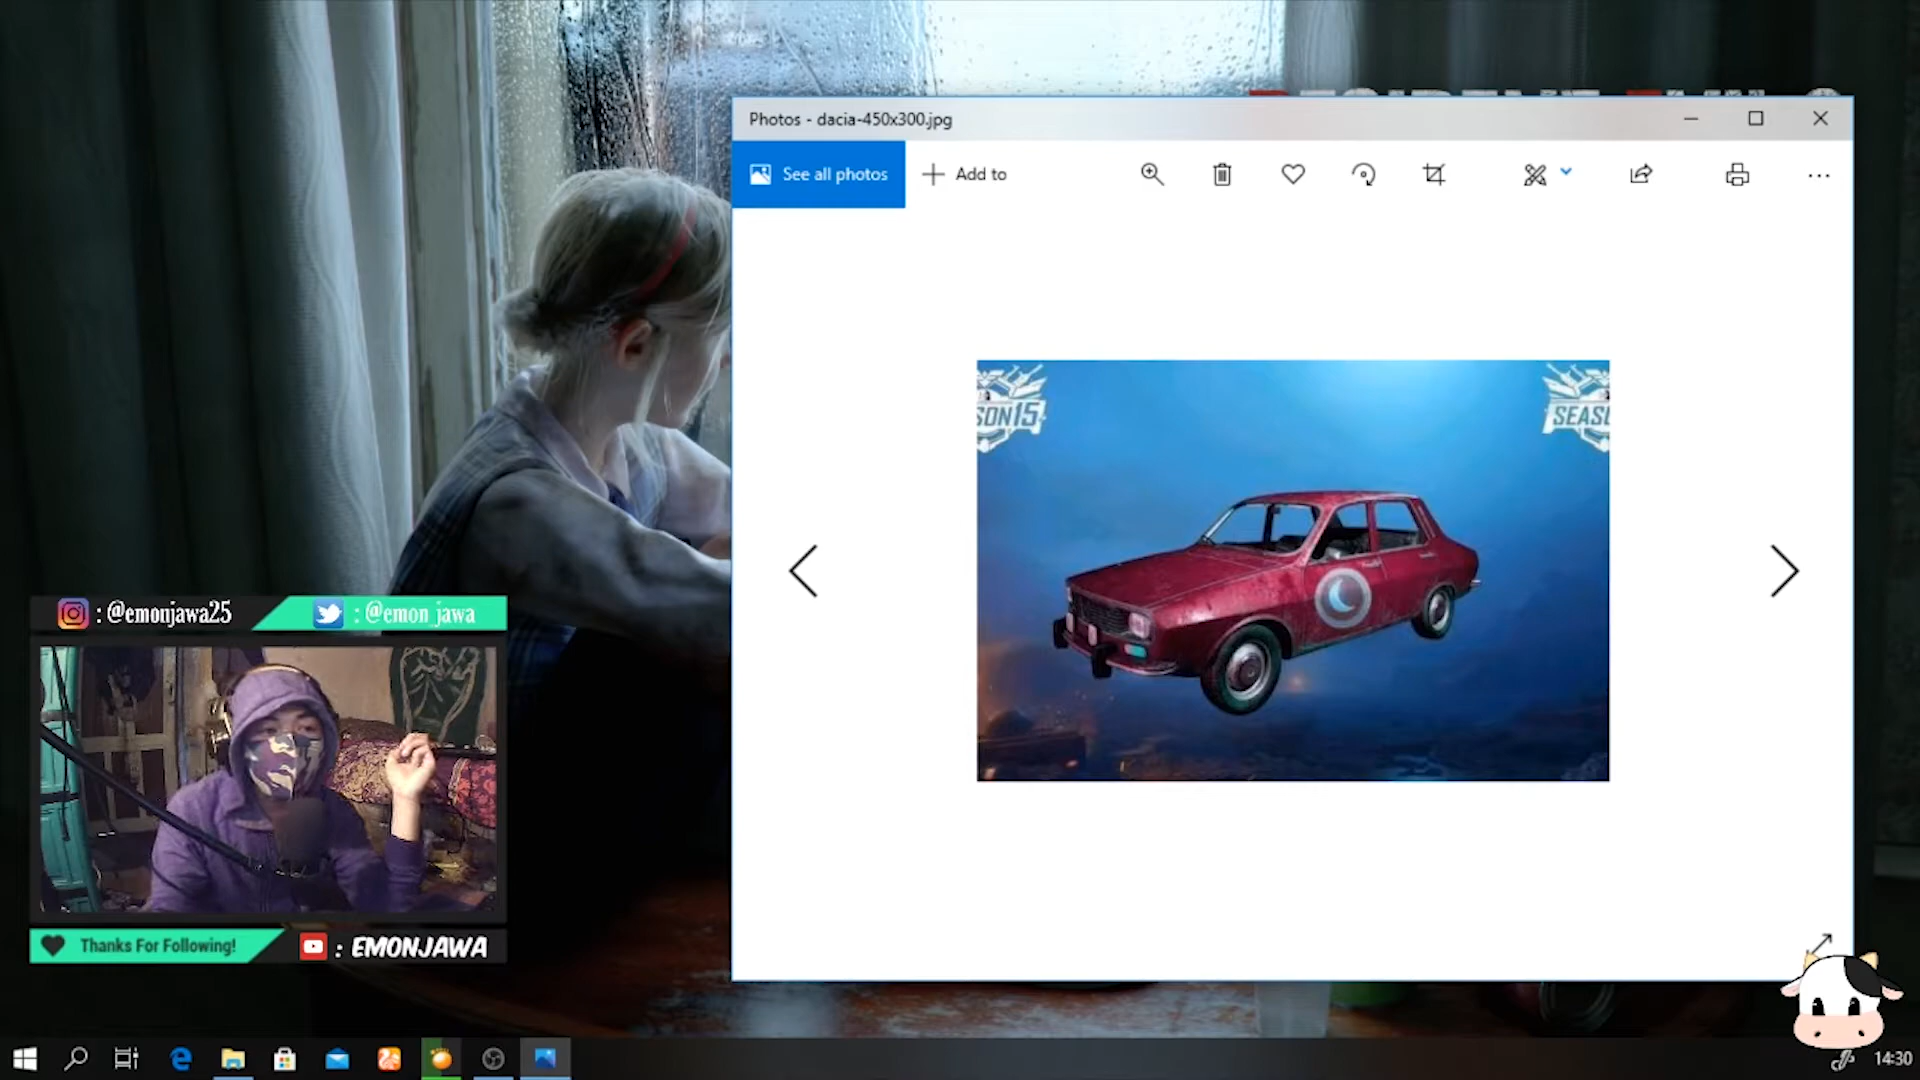 Photos - dacia-450x300.jpg
See all photos
Add to
SON15
SEAS
: @emonjawa25
: @emon_jawa
Thanks For Following!
: EMONJAWA
14:30